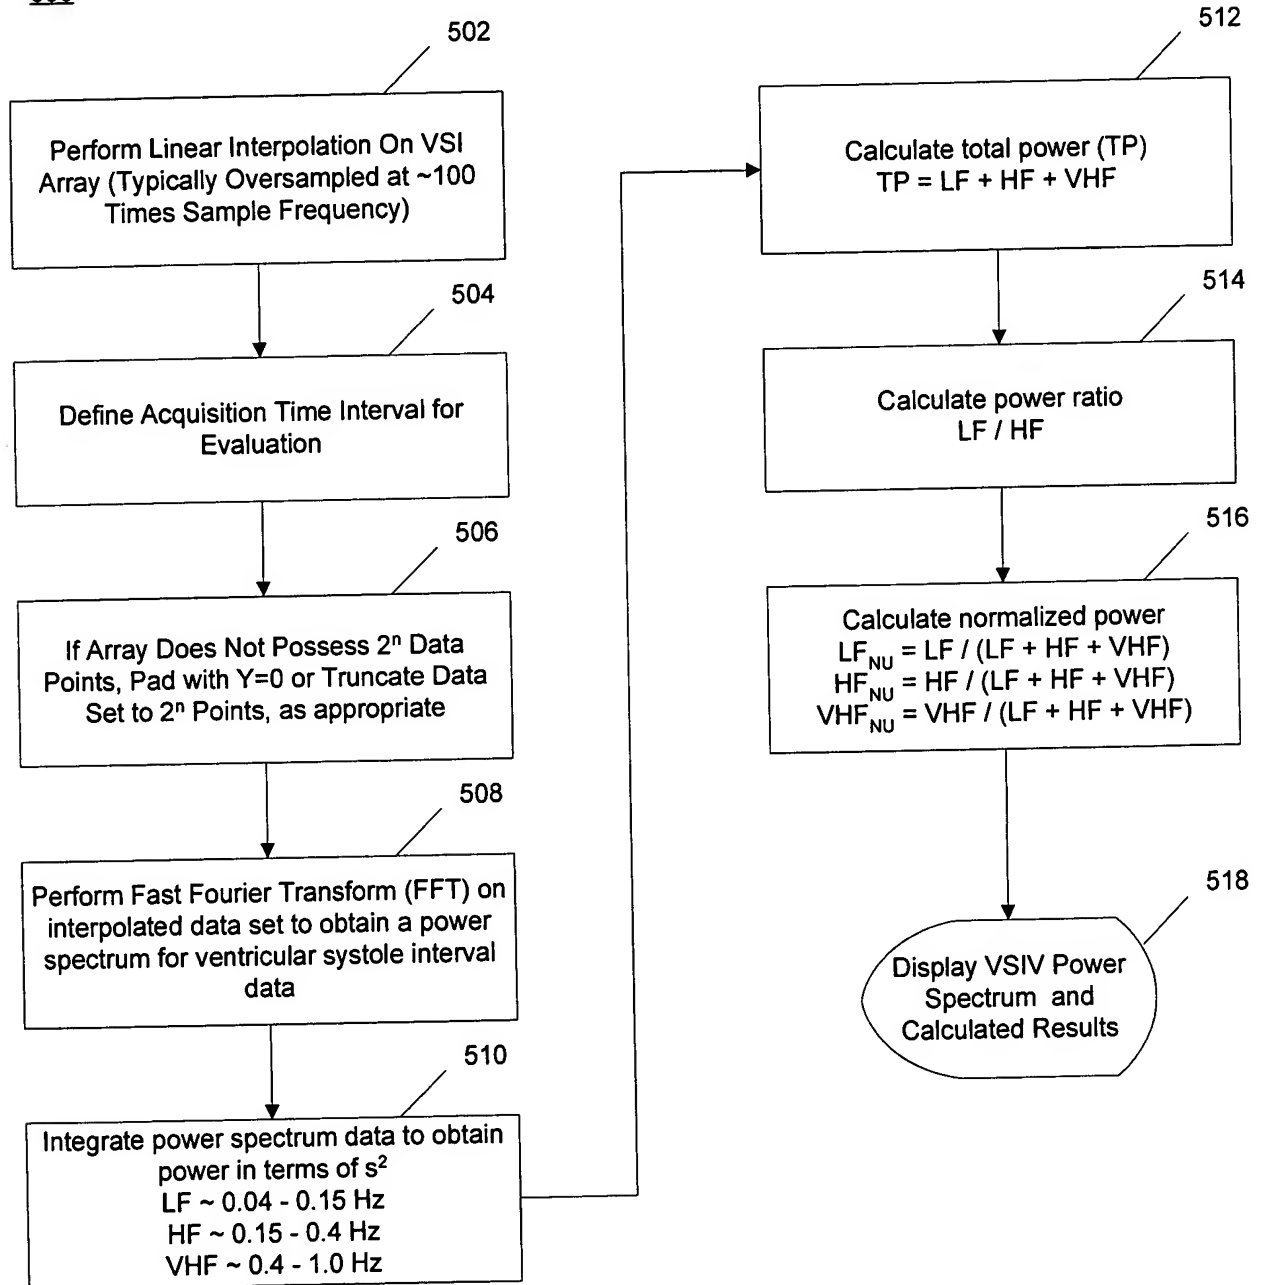 502
Perform Linear Interpolation On VSI
Array (Typically Oversampled at ~100
Times Sample Frequency)
504
Define Acquisition Time Interval for
Evaluation
506
If Array Does Not Possess 2ⁿ Data
Points, Pad with Y=0 or Truncate Data
Set to 2ⁿ Points, as appropriate
508
Perform Fast Fourier Transform (FFT) on
interpolated data set to obtain a power
spectrum for ventricular systole interval
data
510
Integrate power spectrum data to obtain
power in terms of s²
LF ~ 0.04 - 0.15 Hz
HF ~ 0.15 - 0.4 Hz
VHF ~ 0.4 - 1.0 Hz
512
Calculate total power (TP)
TP = LF + HF + VHF
514
Calculate power ratio
LF / HF
516
Calculate normalized power
LF_NU = LF / (LF + HF + VHF)
HF_NU = HF / (LF + HF + VHF)
VHF_NU = VHF / (LF + HF + VHF)
518
Display VSIV Power
Spectrum and
Calculated Results